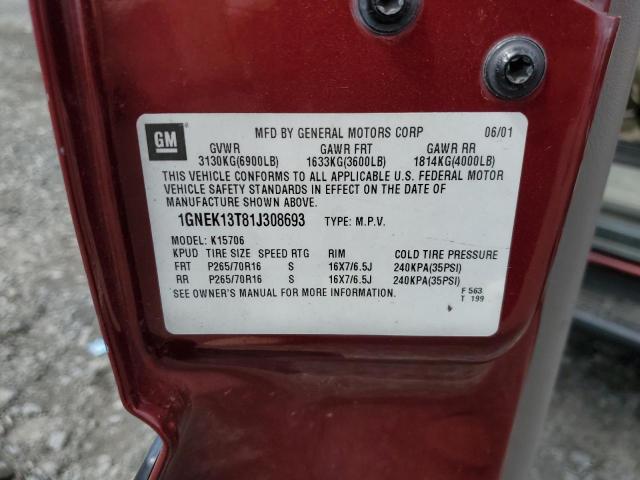 GM
MFD BY GENERAL MOTORS CORP 06/01
GVWR GAWR FRT GAWR RR
3130KG(6900LB) 1633KG(3600LB) 1814KG(4000LB)
THIS VEHICLE CONFORMS TO ALL APPLICABLE U.S. FEDERAL MOTOR
VEHICLE SAFETY STANDARDS IN EFFECT ON THE DATE OF
MANUFACTURE SHOWN ABOVE.
1GNEK13T81J308693 TYPE: M.P.V.
MODEL: K15706
KPUD TIRE SIZE SPEED RTG RIM COLD TIRE PRESSURE
FRT P265/70R16 S 16X7/6.5J 240KPA(35PSI)
RR P265/70R16 S 16X7/6.5J 240KPA(35PSI)
SEE OWNER'S MANUAL FOR MORE INFORMATION. F 563
T 199